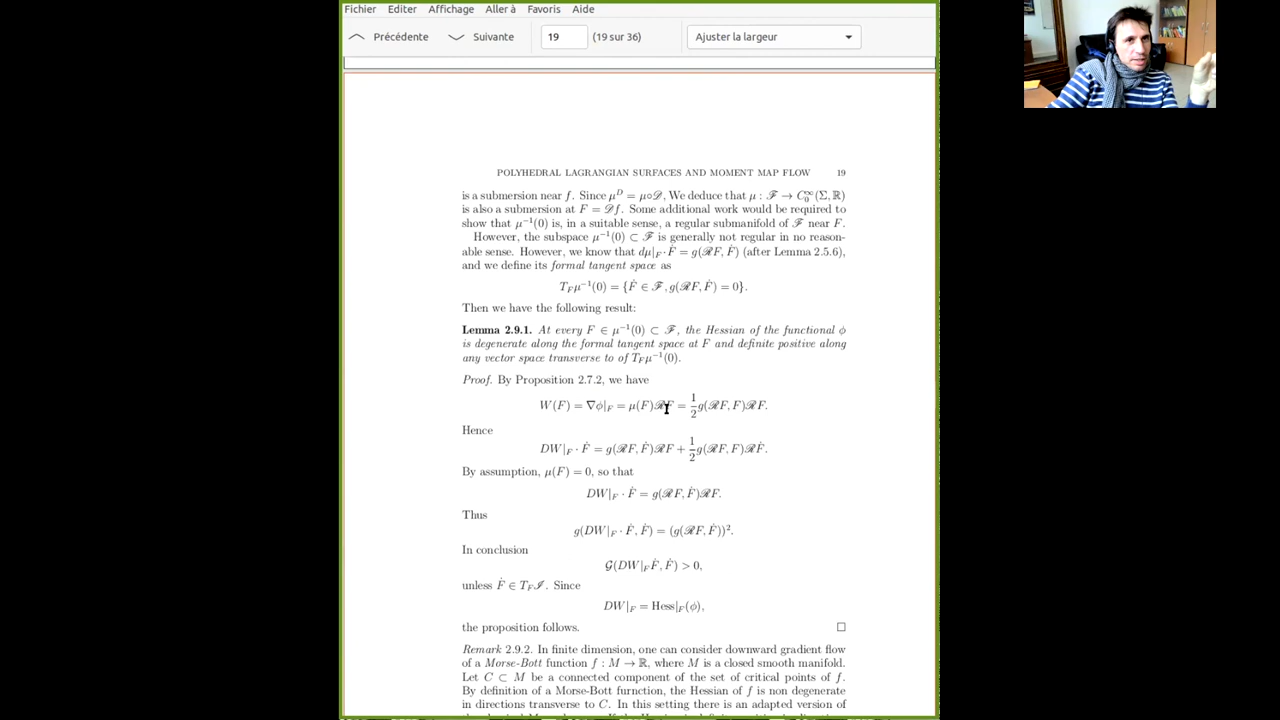 Fichier Editer Affichage Aller à Favoris Aide
Précédente Suivante 19 (19 sur 36) Ajuster la largeur
POLYHEDRAL LAGRANGIAN SURFACES AND MOMENT MAP FLOW 19
is a submersion near f. Since μ^D = μ∘𝒟, We deduce that μ : ℱ → C_0^∞(Σ, ℝ)
is also a submersion at F = 𝒟f. Some additional work would be required to
show that μ^{-1}(0) is, in a suitable sense, a regular submanifold of ℱ near F.
However, the subspace μ^{-1}(0) ⊂ ℱ is generally not regular in no reason-
able sense. However, we know that dμ|_F·Ḟ = g(ℛF, Ḟ) (after Lemma 2.5.6),
and we define its formal tangent space as
T_Fμ^{-1}(0) = {Ḟ ∈ ℱ, g(ℛF, Ḟ) = 0}.
Then we have the following result:
Lemma 2.9.1. At every F ∈ μ^{-1}(0) ⊂ ℱ, the Hessian of the functional ϕ
is degenerate along the formal tangent space at F and definite positive along
any vector space transverse to of T_Fμ^{-1}(0).
Proof. By Proposition 2.7.2, we have
W(F) = ∇ϕ|_F = μ(F)ℛF = 1/2 g(ℛF, F)ℛF.
Hence
DW|_F · Ḟ = g(ℛF, Ḟ)ℛF + 1/2 g(ℛF, F)ℛḞ.
By assumption, μ(F) = 0, so that
DW|_F · Ḟ = g(ℛF, Ḟ)ℛF.
Thus
g(DW|_F · Ḟ, Ḟ) = (g(ℛF, Ḟ))².
In conclusion
𝒢(DW|_FḞ, Ḟ) > 0,
unless Ḟ ∈ T_Fℐ. Since
DW|_F = Hess|_F(ϕ),
the proposition follows. □
Remark 2.9.2. In finite dimension, one can consider downward gradient flow
of a Morse-Bott function f : M → ℝ, where M is a closed smooth manifold.
Let C ⊂ M be a connected component of the set of critical points of f.
By definition of a Morse-Bott furnction, the Hessian of f is non degenerate
in directions transverse to C. In this setting there is an adapted version of